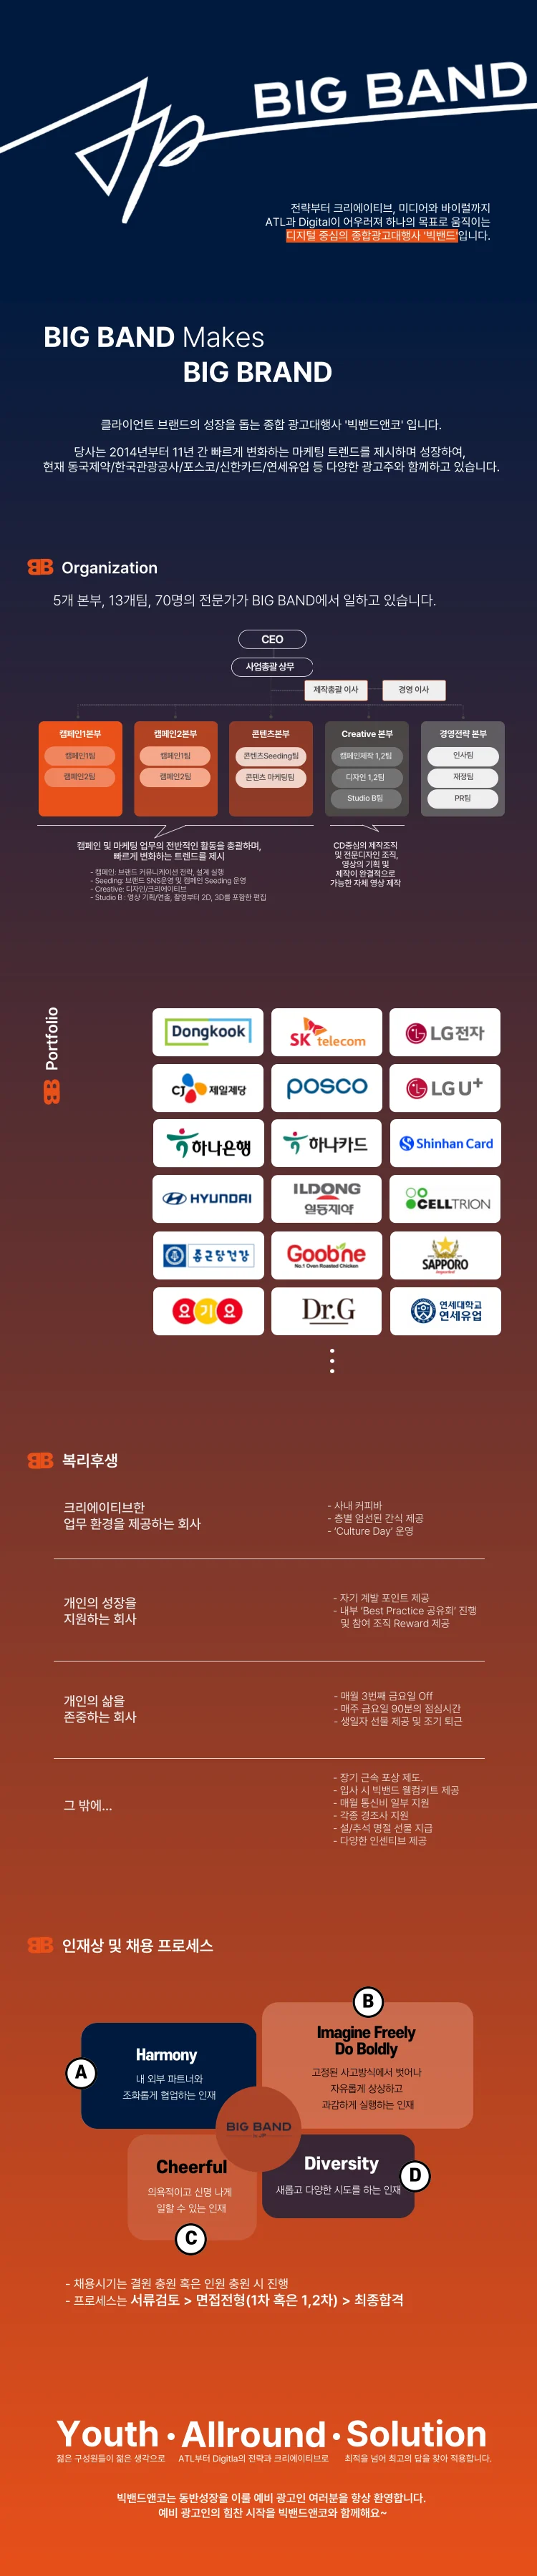 BIG BAND
전략부터 크리에이티브, 미디어와 바이럴까지
ATL과 Digital이 어우러져 하나의 목표로 움직이는
디지털 중심의 종합광고대행사 '빅밴드'입니다.
BIG BAND Makes
BIG BRAND
클라이언트 브랜드의 성장을 돕는 종합 광고대행사 '빅밴드앤코' 입니다.
당사는 2014년부터 11년 간 빠르게 변화하는 마케팅 트렌드를 제시하며 성장하여,
현재 동국제약/한국관광공사/포스코/신한카드/연세유업 등 다양한 광고주와 함께하고 있습니다.
Organization
5개 본부, 13개팀, 70명의 전문가가 BIG BAND에서 일하고 있습니다.
CEO
사업총괄 상무
제작총괄 이사
경영 이사
캠페인1본부
캠페인1팀
캠페인2팀
캠페인2본부
캠페인1팀
캠페인2팀
콘텐츠본부
콘텐츠Seeding팀
콘텐츠 마케팅팀
Creative 본부
캠페인제작 1,2팀
디자인 1,2팀
Studio B팀
경영전략 본부
인사팀
재정팀
PR팀
캠페인 및 마케팅 업무의 전반적인 활동을 총괄하며,
빠르게 변화하는 트렌드를 제시
- 캠페인: 브랜드 커뮤니케이션 전략, 설계 실행
- Seeding: 브랜드 SNS운영 및 캠페인 Seeding 운영
- Creative: 디자인/크리에이티브
- Studio B : 영상 기획/연출, 촬영부터 2D, 3D를 포함한 편집
CD중심의 제작조직
및 전문디자인 조직,
영상의 기획 및
제작이 완결적으로
가능한 자체 영상 제작
Portfolio
Dongkook
SK telecom
LG전자
CJ 제일제당
posco
LG U+
하나은행
하나카드
Shinhan Card
HYUNDAI
ILDONG
일동제약
CELLTRION
종근당건강
Goobne
No.1 Oven Roasted Chicken
SAPPORO
요기요
Dr.G
연세대학교
연세유업
복리후생
크리에이티브한
업무 환경을 제공하는 회사
- 사내 커피바
- 층별 엄선된 간식 제공
- 'Culture Day' 운영
개인의 성장을
지원하는 회사
- 자기 계발 포인트 제공
- 내부 'Best Practice 공유회' 진행
및 참여 조직 Reward 제공
개인의 삶을
존중하는 회사
- 매월 3번째 금요일 Off
- 매주 금요일 90분의 점심시간
- 생일자 선물 제공 및 조기 퇴근
그 밖에...
- 장기 근속 포상 제도.
- 입사 시 빅밴드 웰컴키트 제공
- 매월 통신비 일부 지원
- 각종 경조사 지원
- 설/추석 명절 선물 지급
- 다양한 인센티브 제공
인재상 및 채용 프로세스
A
Harmony
내 외부 파트너와
조화롭게 협업하는 인재
B
Imagine Freely
Do Boldly
고정된 사고방식에서 벗어나
자유롭게 상상하고
과감하게 실행하는 인재
BIG BAND
Cheerful
의욕적이고 신명 나게
일할 수 있는 인재
C
Diversity
새롭고 다양한 시도를 하는 인재
D
- 채용시기는 결원 충원 혹은 인원 충원 시 진행
- 프로세스는 서류검토 > 면접전형(1차 혹은 1,2차) > 최종합격
Youth · Allround · Solution
젊은 구성원들이 젊은 생각으로 ATL부터 Digitla의 전략과 크리에이티브로 최적을 넘어 최고의 답을 찾아 적용합니다.
빅밴드앤코는 동반성장을 이룰 예비 광고인 여러분을 항상 환영합니다.
예비 광고인의 힘찬 시작을 빅밴드앤코와 함께해요~